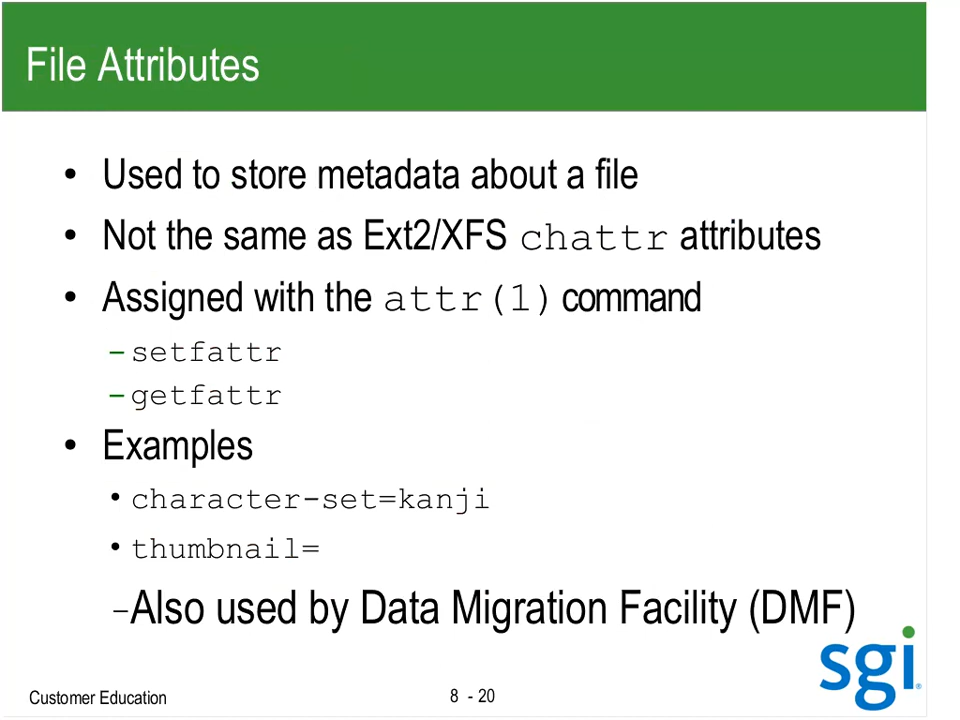 File Attributes
• Used to store metadata about a file
• Not the same as Ext2/XFS chattr attributes
• Assigned with the attr(1) command
–setfattr
–getfattr
• Examples
• character-set=kanji
• thumbnail=
–Also used by Data Migration Facility (DMF)
sgi®
Customer Education
8 - 20